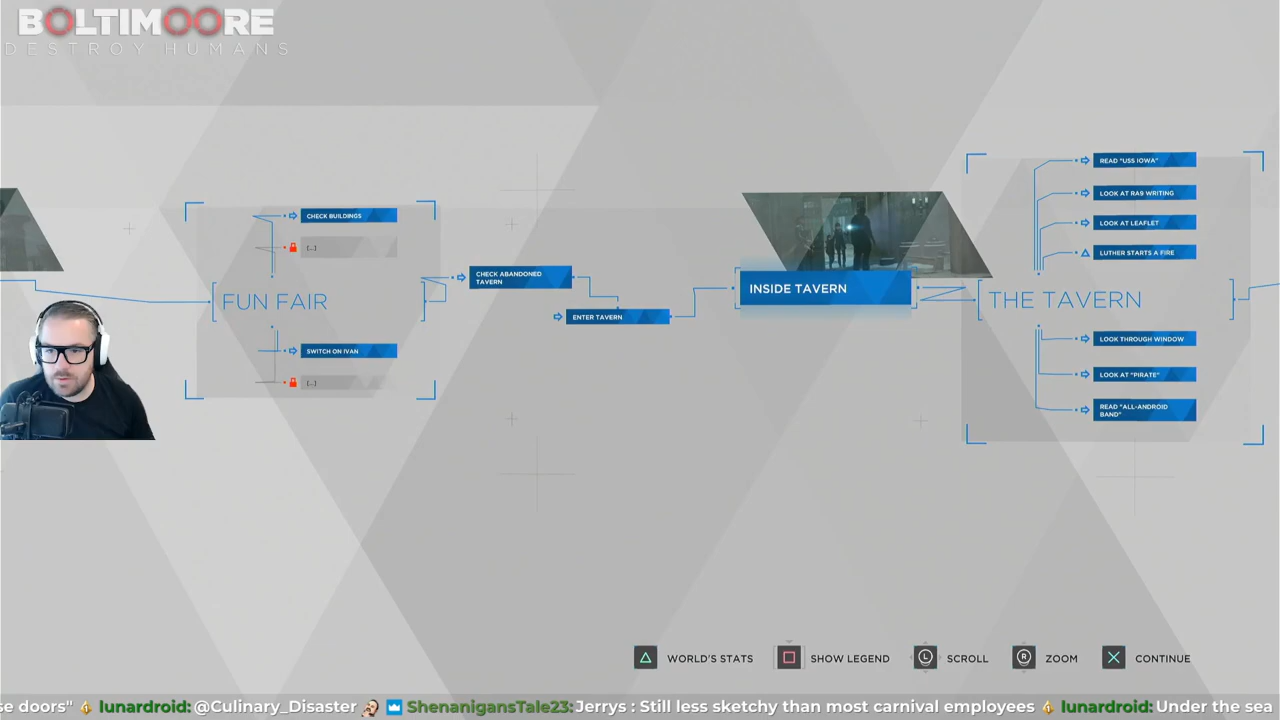 BOLTIMOORE
DESTROY HUMANS
CHECK BUILDINGS
[...]
FUN FAIR
SWITCH ON IVAN
[...]
CHECK ABANDONED
TAVERN
ENTER TAVERN
INSIDE TAVERN
READ "USS IOWA"
LOOK AT RA9 WRITING
LOOK AT LEAFLET
LUTHER STARTS A FIRE
THE TAVERN
LOOK THROUGH WINDOW
LOOK AT "PIRATE"
READ "ALL-ANDROID
BAND"
WORLD'S STATS
SHOW LEGEND
L SCROLL
R ZOOM
CONTINUE
se doors" lunardroid: @Culinary_Disaster ShenanigansTale23: Jerrys : Still less sketchy than most carnival employees lunardroid: Under the sea